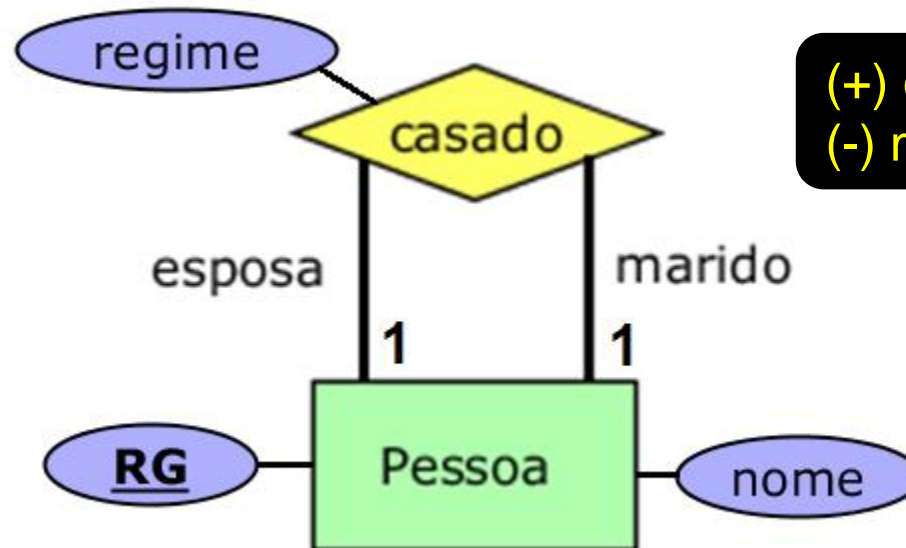 regime
casado
(+)
(-)
esposa
marido
1
1
RG
Pessoa
nome